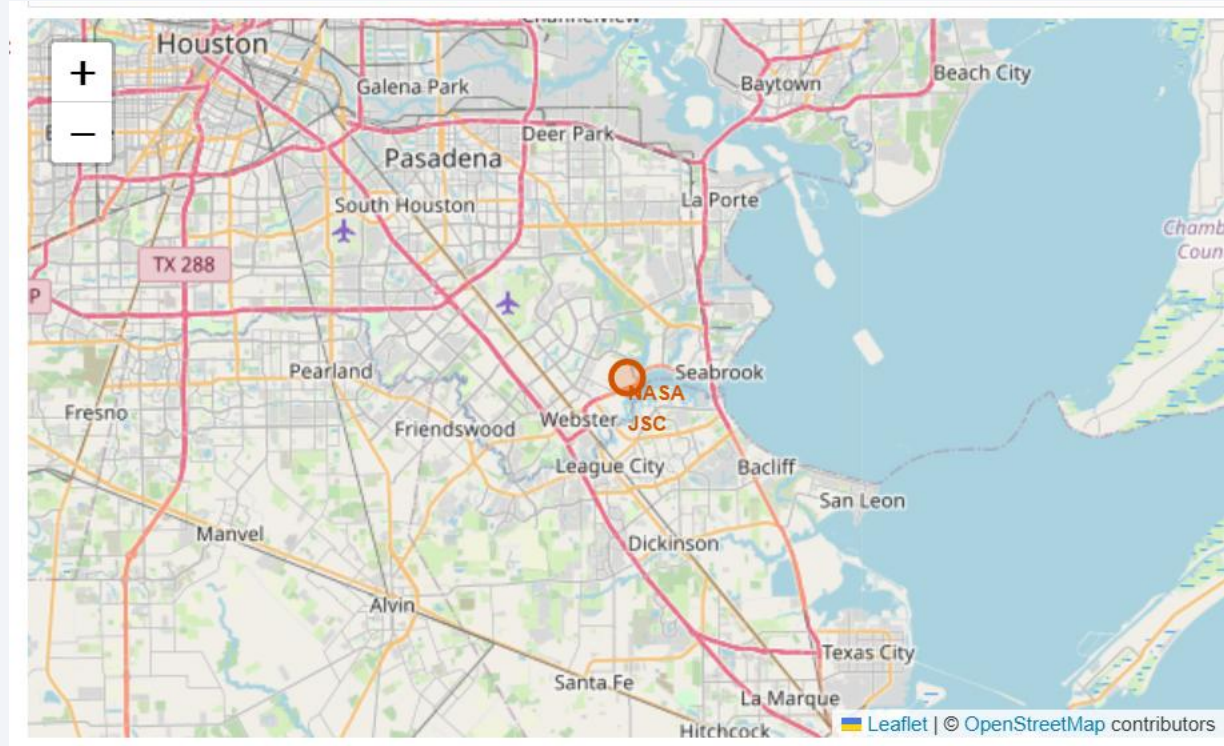 Channelview
Houston
+
Galena Park
Baytown
Beach City
−
Deer Park
Pasadena
La Porte
South Houston
TX 288
P
Pearland
Seabrook
NASA
JSC
Fresno
Friendswood
Webster
League City
Bacliff
San Leon
Manvel
Dickinson
Alvin
Texas City
Santa Fe
La Marque
Hitchcock
Leaflet | © OpenStreetMap contributors